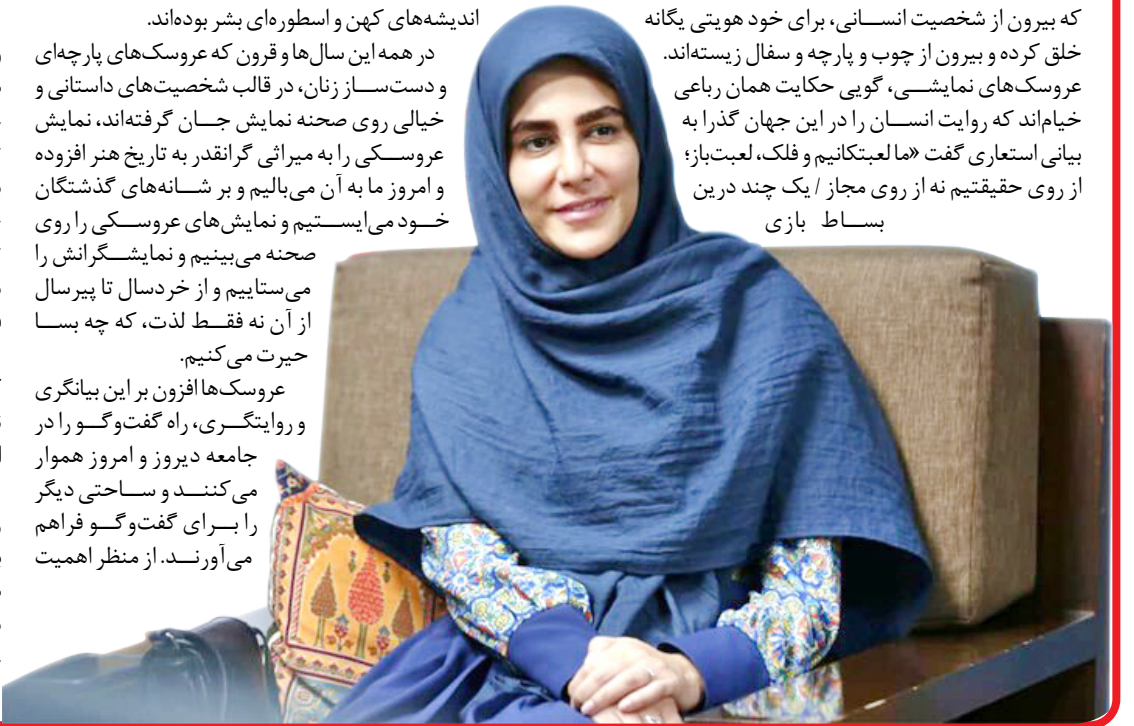 که بیرون از شخصیت انسانی، برای خود هویتی یگانه
خلق کرده و بیرون از چوب و پارچه و سفال زیسته‌اند.
عروسک‌های نمایشی، گویی حکایت همان رباعی
خیام‌اند که روایت انسان را در این جهان گذرا به
بیانی استعاری گفت «ما لعبتکانیم و فلک، لعبت‌باز؛
از روی حقیقتیم نه از روی مجاز / یک چند درین
بساط بازی
اندیشه‌های کهن و اسطوره‌ای بشر بوده‌اند.
در همه این سال‌ها و قرون که عروسک‌های پارچه‌ای
و دست‌ساز زنان، در قالب شخصیت‌های داستانی و
خیالی روی صحنه نمایش جان گرفته‌اند، نمایش
عروسکی را به میراثی گرانقدر به تاریخ هنر افزوده
و امروز ما به آن می‌بالیم و بر شانه‌های گذشتگان
خود می‌ایستیم و نمایش‌های عروسکی را روی
صحنه می‌بینیم و نمایشگرانش را
می‌ستاییم و از خردسال تا پیرسال
از آن نه فقط لذت، که چه بسا
حیرت می‌کنیم.
عروسک‌ها افزون بر این بیانگری
و روایتگری، راه گفت‌وگو را در
جامعه دیروز و امروز هموار
می‌کنند و ساحتی دیگر
را برای گفت‌وگو فراهم
می‌آورند. از منظر اهمیت